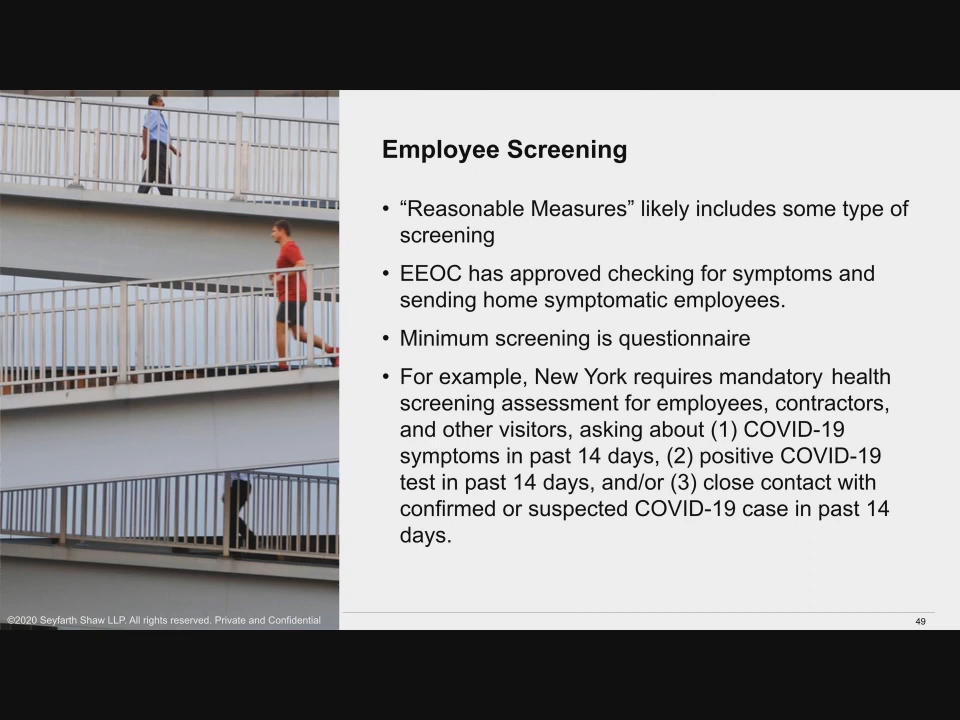 Employee Screening
• “Reasonable Measures” likely includes some type of
screening
• EEOC has approved checking for symptoms and
sending home symptomatic employees.
• Minimum screening is questionnaire
• For example, New York requires mandatory health
screening assessment for employees, contractors,
and other visitors, asking about (1) COVID-19
symptoms in past 14 days, (2) positive COVID-19
test in past 14 days, and/or (3) close contact with
confirmed or suspected COVID-19 case in past 14
days.
©2020 Seyfarth Shaw LLP. All rights reserved. Private and Confidential
49